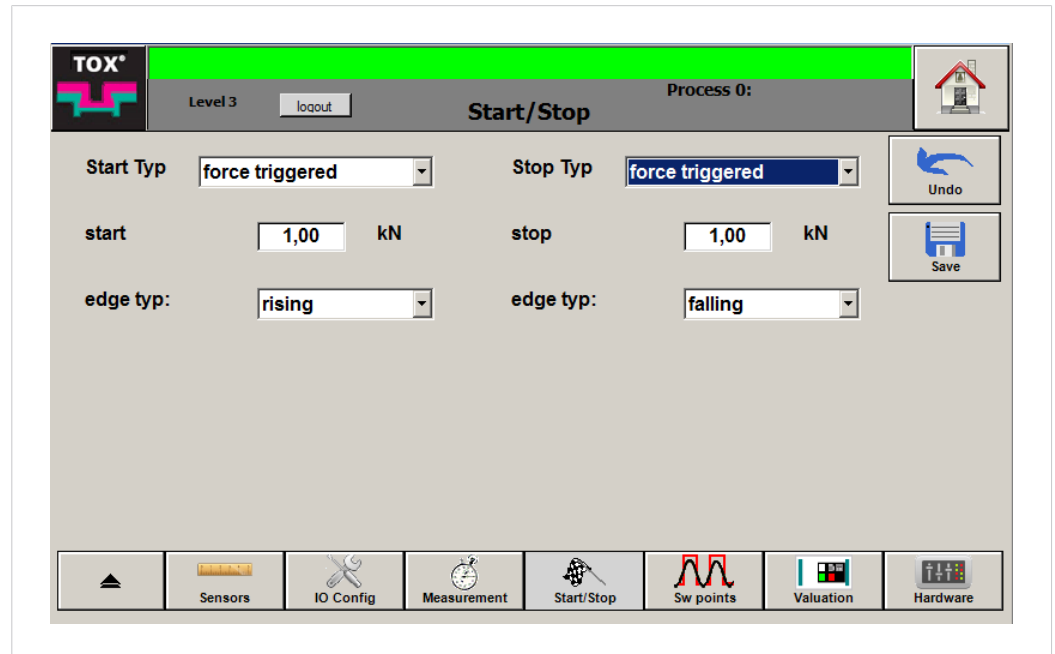 TOX®
Level 3 logout Start/Stop Process 0:
Start Typ force triggered Stop Typ force triggered Undo
start 1,00 kN stop 1,00 kN Save
edge typ: rising edge typ: falling
Sensors IO Config Measurement Start/Stop Sw points Valuation Hardware